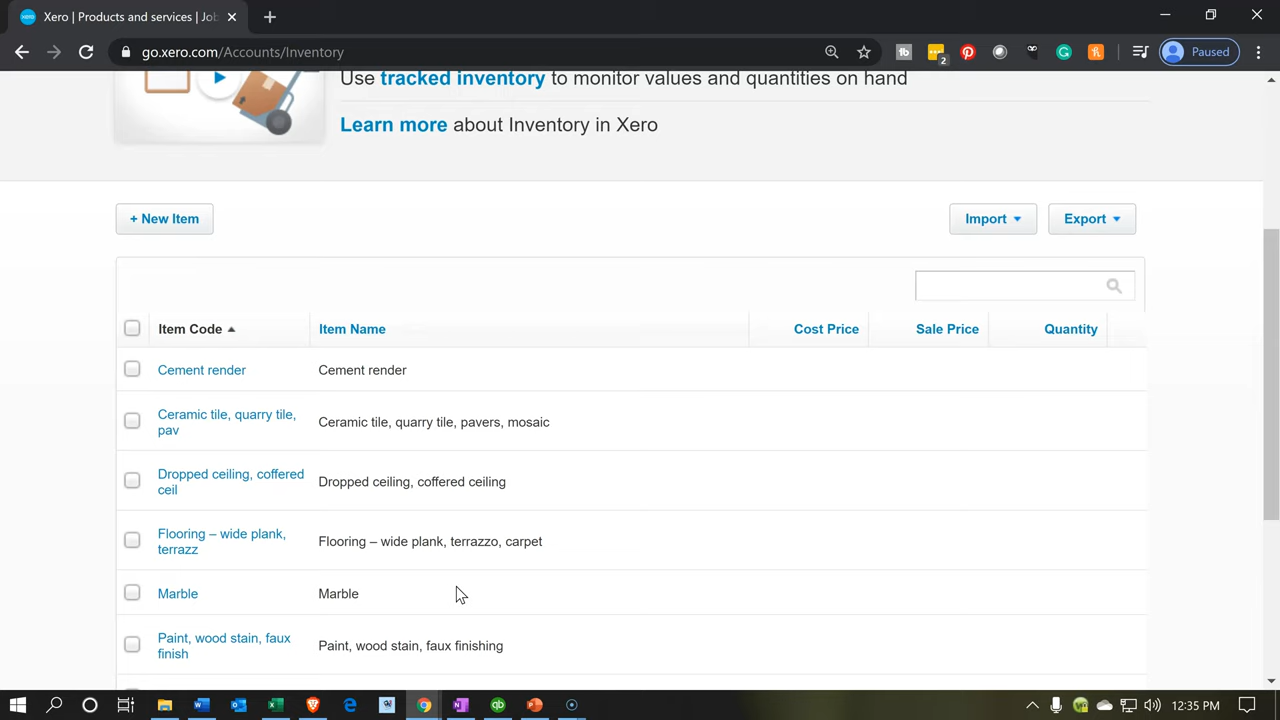 Xero | Products and services | Job
go.xero.com/Accounts/Inventory
2
Paused
Use tracked inventory to monitor values and quantities on hand
Learn more about Inventory in Xero
+ New Item
Import
Export
Item Code
Item Name
Cost Price
Sale Price
Quantity
Cement render
Cement render
Ceramic tile, quarry tile,
pav
Ceramic tile, quarry tile, pavers, mosaic
Dropped ceiling, coffered
ceil
Dropped ceiling, coffered ceiling
Flooring – wide plank,
terrazz
Flooring – wide plank, terrazzo, carpet
Marble
Marble
Paint, wood stain, faux
finish
Paint, wood stain, faux finishing
12:35 PM